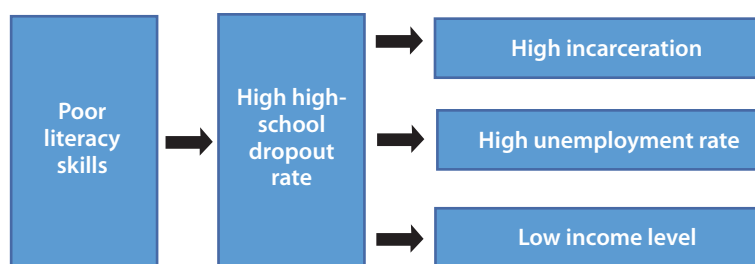 Poor
literacy
skills
High high-
school
dropout
rate
High incarceration
High unemployment rate
Low income level